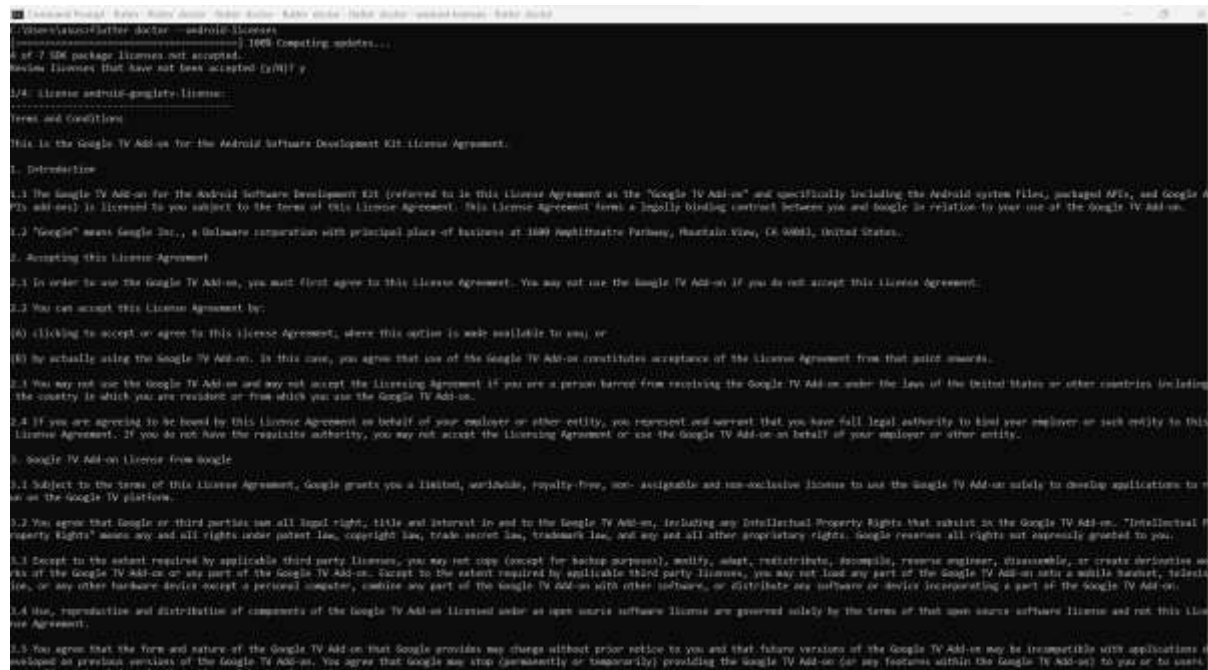 Command Prompt - flutter - flutter doctor - flutter doctor - flutter doctor - flutter doctor - flutter doctor --android-licenses - flutter doctor
C:\Users\asus>flutter doctor --android-licenses
[=======================================] 100% Computing updates...
4 of 7 SDK package licenses not accepted.
Review licenses that have not been accepted (y/N)? y
1/4: License android-googletv-license:
---------------------------------------
Terms and Conditions
This is the Google TV Add-on for the Android Software Development Kit License Agreement.
1. Introduction
1.1 The Google TV Add-on for the Android Software Development Kit (referred to in this License Agreement as the "Google TV Add-on" and specifically including the Android system files, packaged APIs, and Google A
PIs add-ons) is licensed to you subject to the terms of this License Agreement. This License Agreement forms a legally binding contract between you and Google in relation to your use of the Google TV Add-on.
1.2 "Google" means Google Inc., a Delaware corporation with principal place of business at 1600 Amphitheatre Parkway, Mountain View, CA 94043, United States.
2. Accepting this License Agreement
2.1 In order to use the Google TV Add-on, you must first agree to this License Agreement. You may not use the Google TV Add-on if you do not accept this License Agreement.
2.2 You can accept this License Agreement by:
(A) clicking to accept or agree to this License Agreement, where this option is made available to you; or
(B) by actually using the Google TV Add-on. In this case, you agree that use of the Google TV Add-on constitutes acceptance of the License Agreement from that point onwards.
2.3 You may not use the Google TV Add-on and may not accept the Licensing Agreement if you are a person barred from receiving the Google TV Add-on under the laws of the United States or other countries including
the country in which you are resident or from which you use the Google TV Add-on.
2.4 If you are agreeing to be bound by this License Agreement on behalf of your employer or other entity, you represent and warrant that you have full legal authority to bind your employer or such entity to this
License Agreement. If you do not have the requisite authority, you may not accept the Licensing Agreement or use the Google TV Add-on on behalf of your employer or other entity.
3. Google TV Add-on License from Google
3.1 Subject to the terms of this License Agreement, Google grants you a limited, worldwide, royalty-free, non- assignable and non-exclusive license to use the Google TV Add-on solely to develop applications to r
un on the Google TV platform.
3.2 You agree that Google or third parties own all legal right, title and interest in and to the Google TV Add-on, including any Intellectual Property Rights that subsist in the Google TV Add-on. "Intellectual P
roperty Rights" means any and all rights under patent law, copyright law, trade secret law, trademark law, and any and all other proprietary rights. Google reserves all rights not expressly granted to you.
3.3 Except to the extent required by applicable third party licenses, you may not copy (except for backup purposes), modify, adapt, redistribute, decompile, reverse engineer, disassemble, or create derivative wo
rks of the Google TV Add-on or any part of the Google TV Add-on. Except to the extent required by applicable third party licenses, you may not load any part of the Google TV Add-on onto a mobile handset, televis
ion, or any other hardware device except a personal computer, combine any part of the Google TV Add-on with other software, or distribute any software or device incorporating a part of the Google TV Add-on.
3.4 Use, reproduction and distribution of components of the Google TV Add-on licensed under an open source software license are governed solely by the terms of that open source software license and not this Lice
nse Agreement.
3.5 You agree that the form and nature of the Google TV Add-on that Google provides may change without prior notice to you and that future versions of the Google TV Add-on may be incompatible with applications d
eveloped on previous versions of the Google TV Add-on. You agree that Google may stop (permanently or temporarily) providing the Google TV Add-on (or any features within the Google TV Add-on) to you or to users